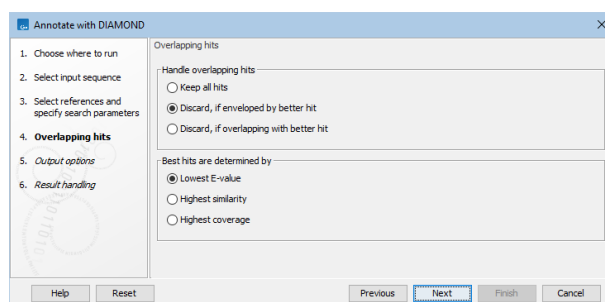 Annotate with DIAMOND
1. Choose where to run
2. Select input sequence
3. Select references and
specify search parameters
4. Overlapping hits
5. Output options
6. Result handling
Overlapping hits
Handle overlapping hits
Keep all hits
Discard, if enveloped by better hit
Discard, if overlapping with better hit
Best hits are determined by
Lowest E-value
Highest similarity
Highest coverage
Help
Reset
Previous
Next
Finish
Cancel